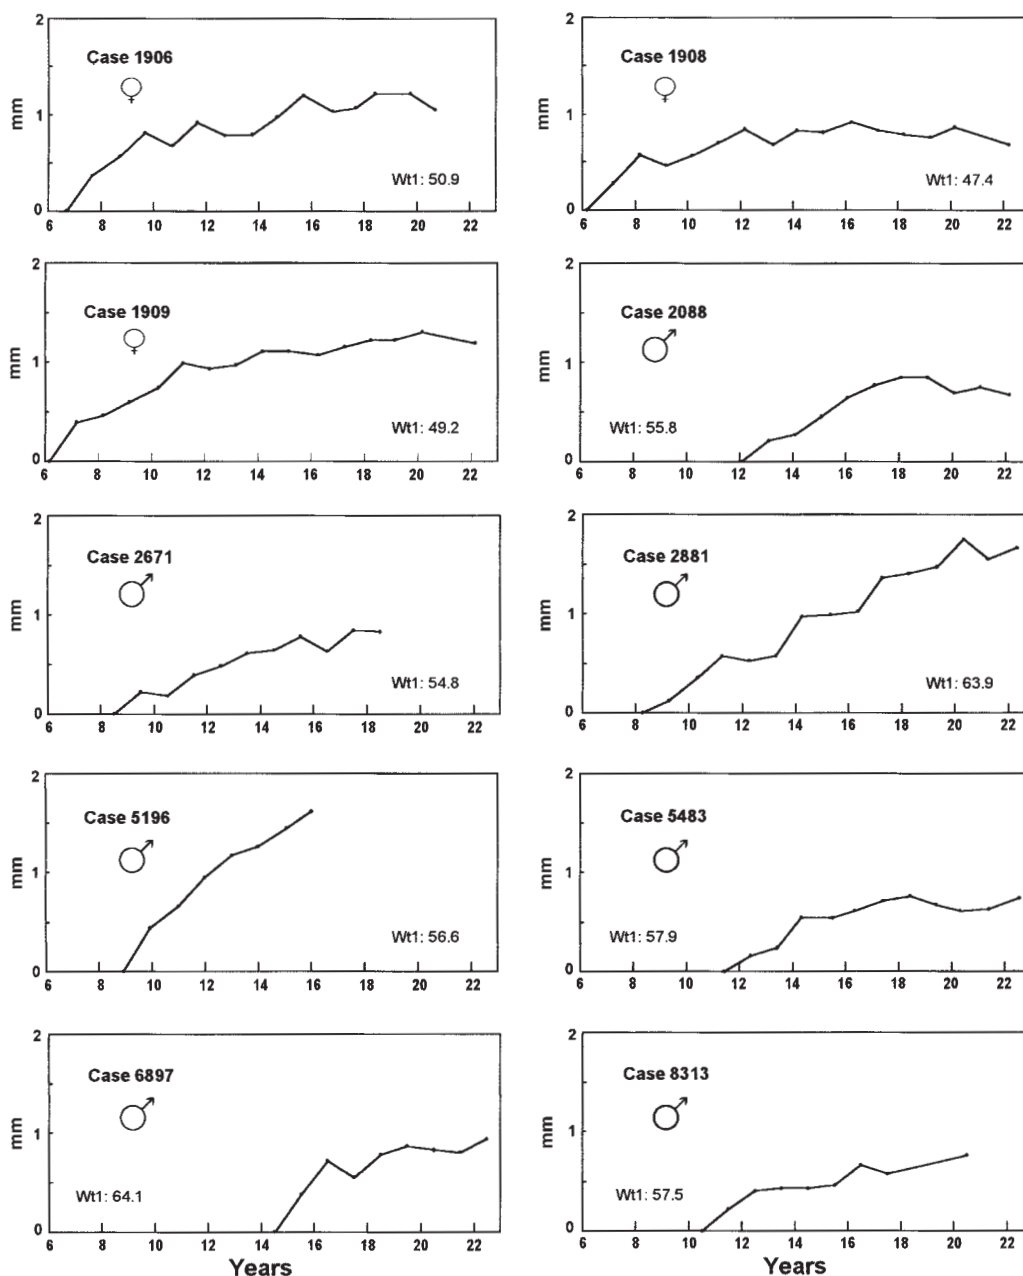 2
Case 1906
1
mm
Wt1: 50.9
0
6 8 10 12 14 16 18 20 22
2
Case 1908
1
mm
Wt1: 47.4
0
6 8 10 12 14 16 18 20 22
2
Case 1909
1
mm
Wt1: 49.2
0
6 8 10 12 14 16 18 20 22
2
Case 2088
1
mm
Wt1: 55.8
0
6 8 10 12 14 16 18 20 22
2
Case 2671
1
mm
Wt1: 54.8
0
6 8 10 12 14 16 18 20 22
2
Case 2881
1
mm
Wt1: 63.9
0
6 8 10 12 14 16 18 20 22
2
Case 5196
1
mm
Wt1: 56.6
0
6 8 10 12 14 16 18 20 22
2
Case 5483
1
mm
Wt1: 57.9
0
6 8 10 12 14 16 18 20 22
2
Case 6897
1
mm
Wt1: 64.1
0
6 8 10 12 14 16 18 20 22
Years
2
Case 8313
1
mm
Wt1: 57.5
0
6 8 10 12 14 16 18 20 22
Years